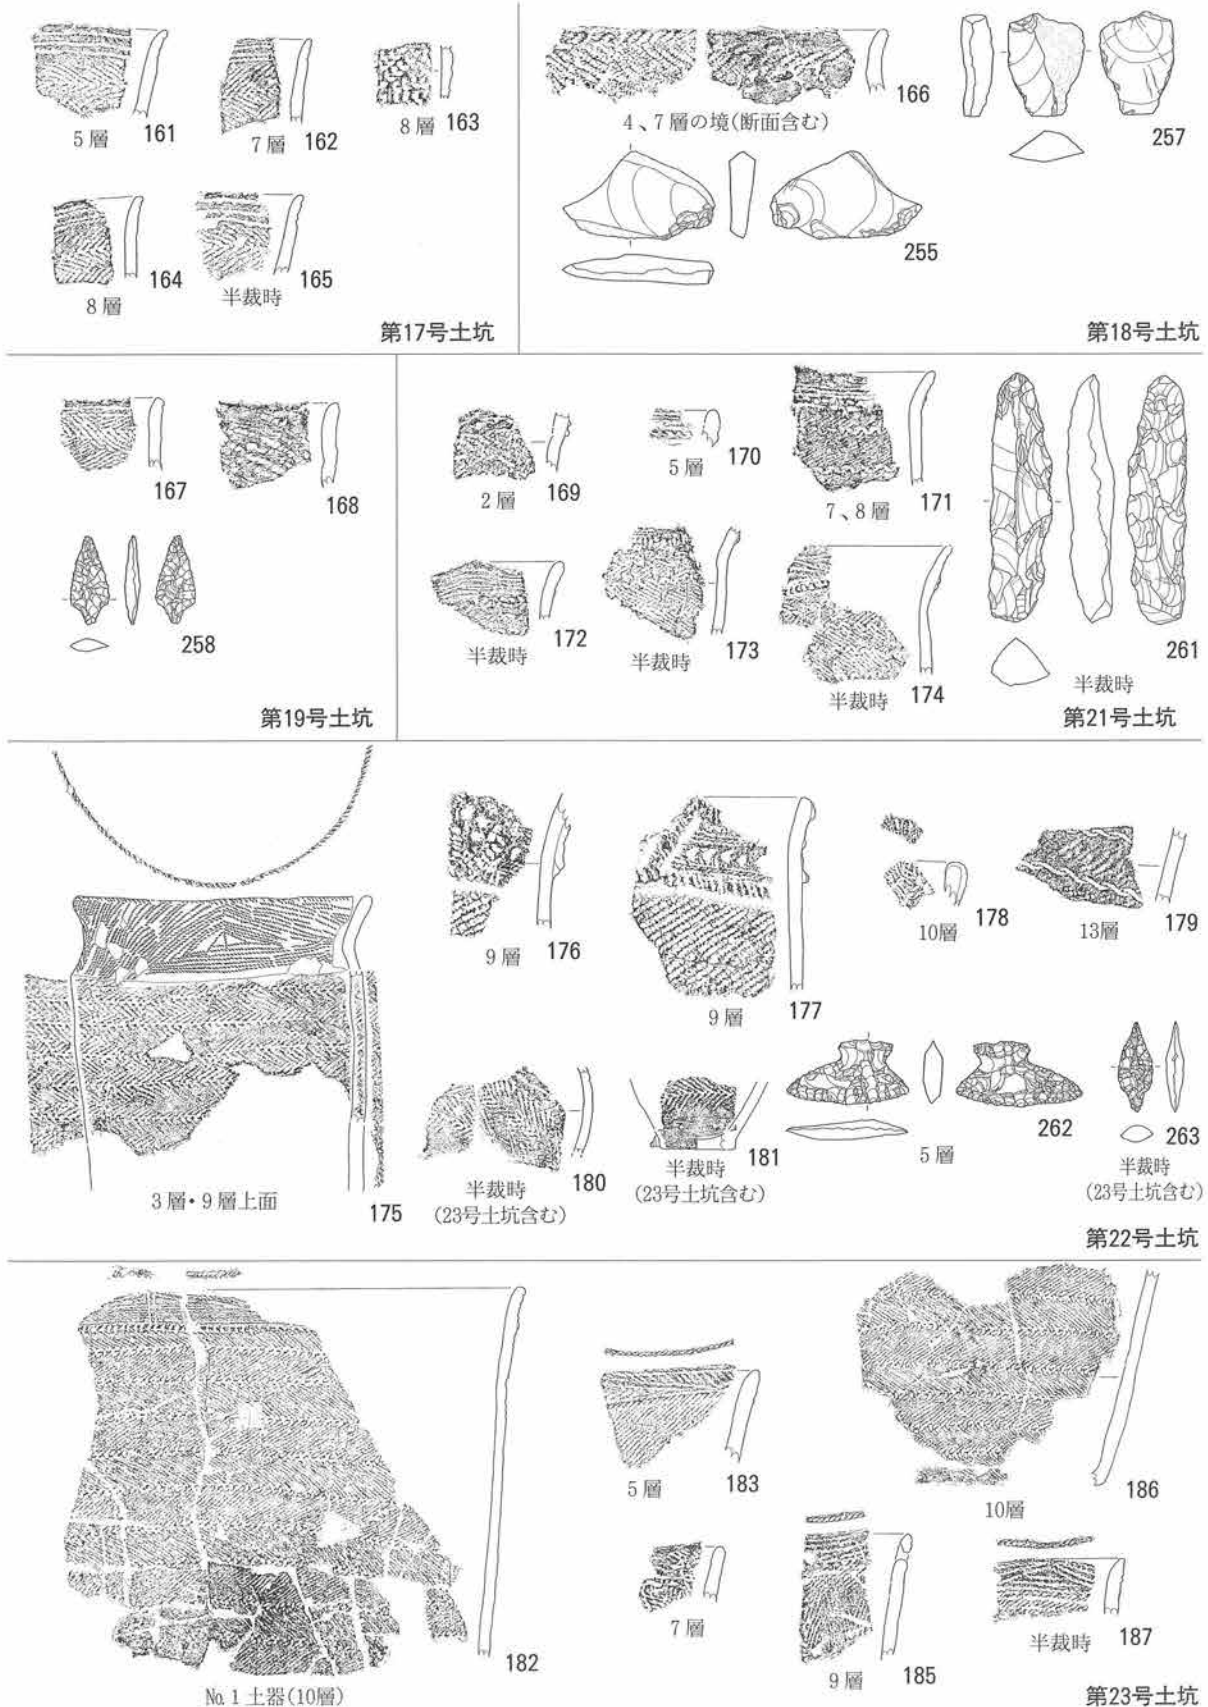 5層 161
7層 162
8層 163
8層 164
半裁時 165
第17号土坑
4、7層の境(断面含む) 166
257
255
第18号土坑
167
168
258
第19号土坑
2層 169
5層 170
7、8層 171
半裁時 172
半裁時 173
半裁時 174
261
半裁時
第21号土坑
3層・9層上面 175
9層 176
9層 177
10層 178
13層 179
半裁時 180
(23号土坑含む)
半裁時 181
(23号土坑含む)
5層 262
263
半裁時
(23号土坑含む)
第22号土坑
182
No.1土器(10層)
5層 183
10層 186
7層
9層 185
半裁時 187
第23号土坑